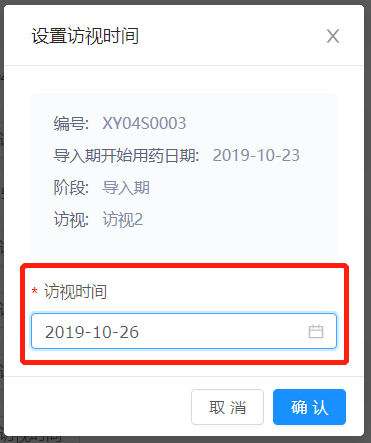 设置访视时间
编号: XY04S0003
导入期开始用药日期: 2019-10-23
阶段: 导入期
访视: 访视2
* 访视时间
2019-10-26
取 消 确 认